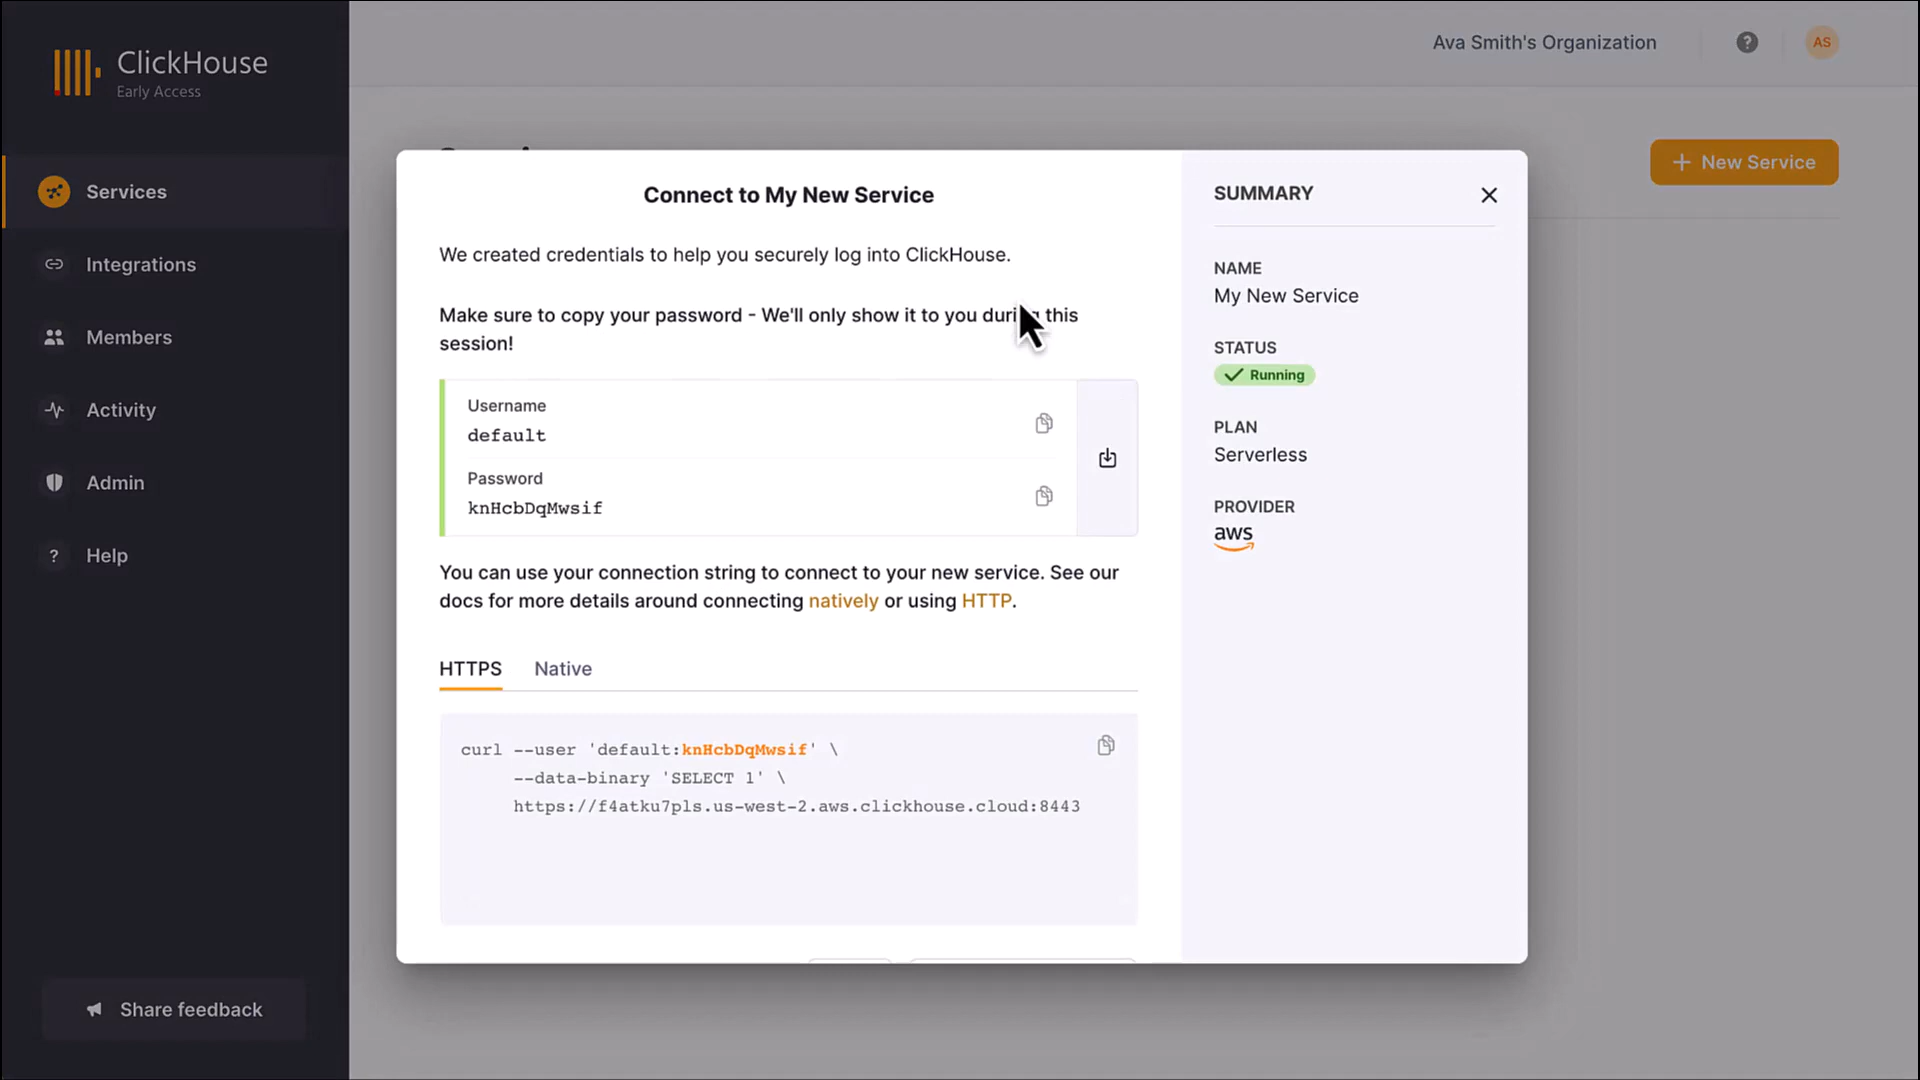 ClickHouse
Early Access
Services
Integrations
Members
Activity
Admin
? Help
Share feedback
Ava Smith's Organization
?
AS
+ New Service
Connect to My New Service
We created credentials to help you securely log into ClickHouse.
Make sure to copy your password - We'll only show it to you during this
session!
Username
default
Password
knHcbDqMwsif
You can use your connection string to connect to your new service. See our
docs for more details around connecting natively or using HTTP.
HTTPS Native
curl --user 'default:knHcbDqMwsif' \
--data-binary 'SELECT 1' \
https://f4atku7pls.us-west-2.aws.clickhouse.cloud:8443
SUMMARY
NAME
My New Service
STATUS
Running
PLAN
Serverless
PROVIDER
aws